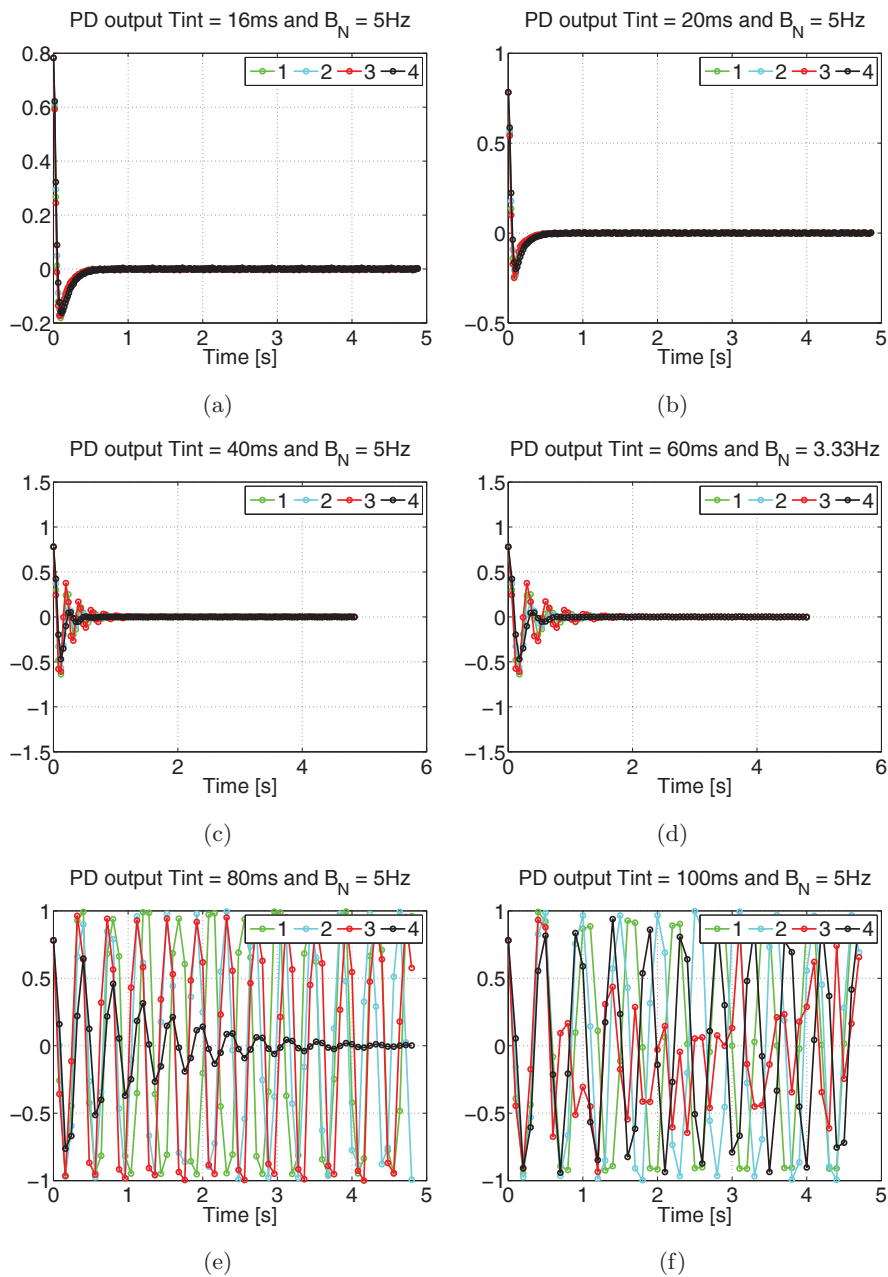 PD output Tint = 16ms and B_N = 5Hz
0.8
0.6
0.4
0.2
0
−0.2
0 1 2 3 4 5
1 2 3 4
Time [s]
(a)
PD output Tint = 20ms and B_N = 5Hz
1
0.5
0
−0.5
0 1 2 3 4 5
1 2 3 4
Time [s]
(b)
PD output Tint = 40ms and B_N = 5Hz
1.5
1
0.5
0
−0.5
−1
−1.5
0 2 4 6
1 2 3 4
Time [s]
(c)
PD output Tint = 60ms and B_N = 3.33Hz
1.5
1
0.5
0
−0.5
−1
−1.5
0 2 4 6
1 2 3 4
Time [s]
(d)
PD output Tint = 80ms and B_N = 5Hz
1
0.5
0
−0.5
−1
0 1 2 3 4 5
1 2 3 4
Time [s]
(e)
PD output Tint = 100ms and B_N = 5Hz
1
0.5
0
−0.5
−1
0 1 2 3 4 5
1 2 3 4
Time [s]
(f)